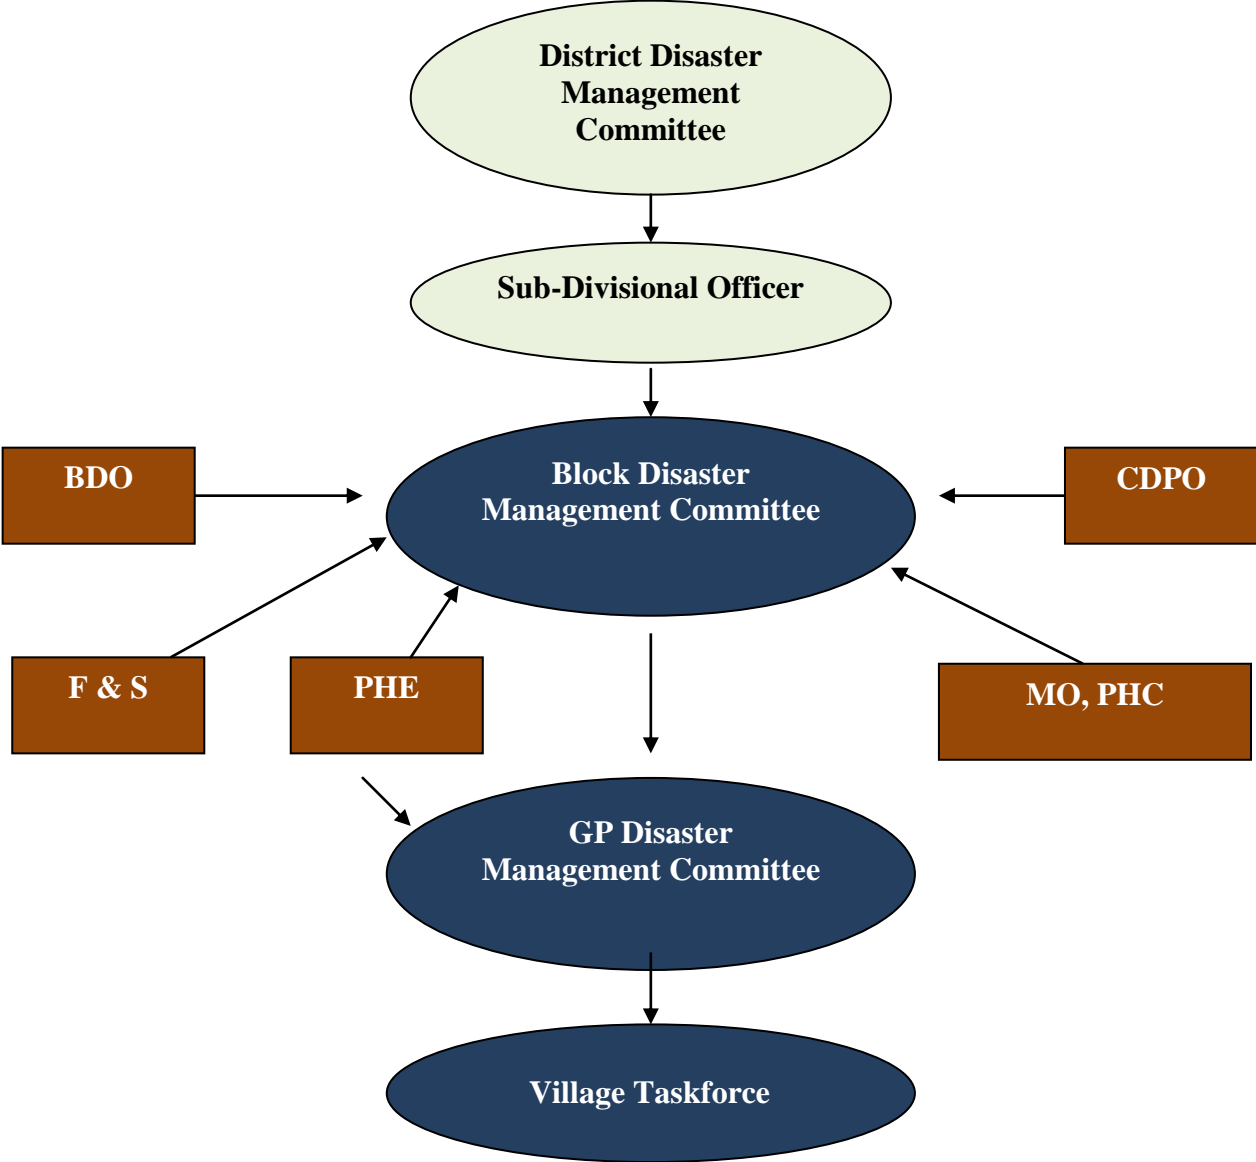 District Disaster
Management
Committee
Sub-Divisional Officer
BDO
Block Disaster
Management Committee
CDPO
F & S
PHE
MO, PHC
GP Disaster
Management Committee
Village Taskforce